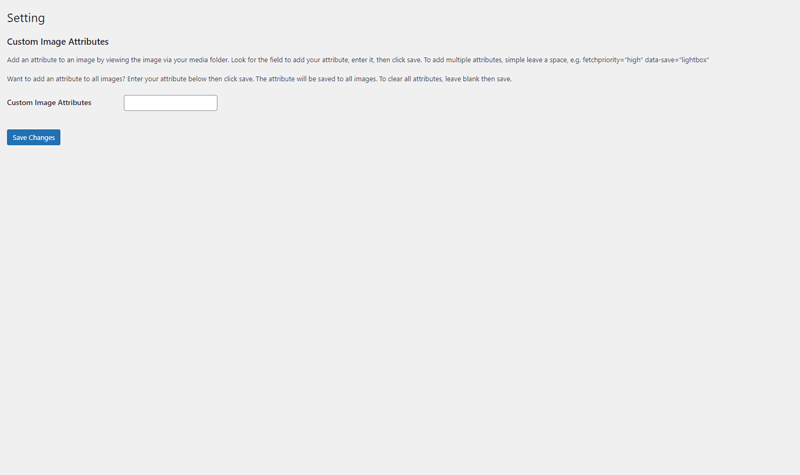 Setting
Custom Image Attributes
Add an attribute to an image by viewing the image via your media folder. Look for the field to add your attribute, enter it, then click save. To add multiple attributes, simple leave a space, e.g. fetchpriority="high" data-save="lightbox"
Want to add an attribute to all images? Enter your attribute below then click save. The attribute will be saved to all images. To clear all attributes, leave blank then save.
Custom Image Attributes
Save Changes